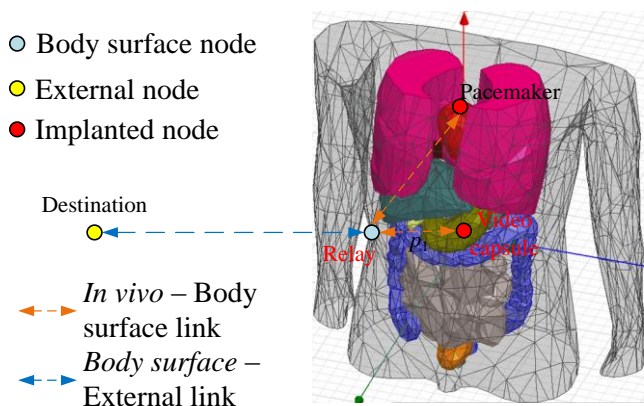 Body surface node
External node
Implanted node
Pacemaker
Destination
Relay
p1
Video
capsule
In vivo – Body
surface link
Body surface –
External link